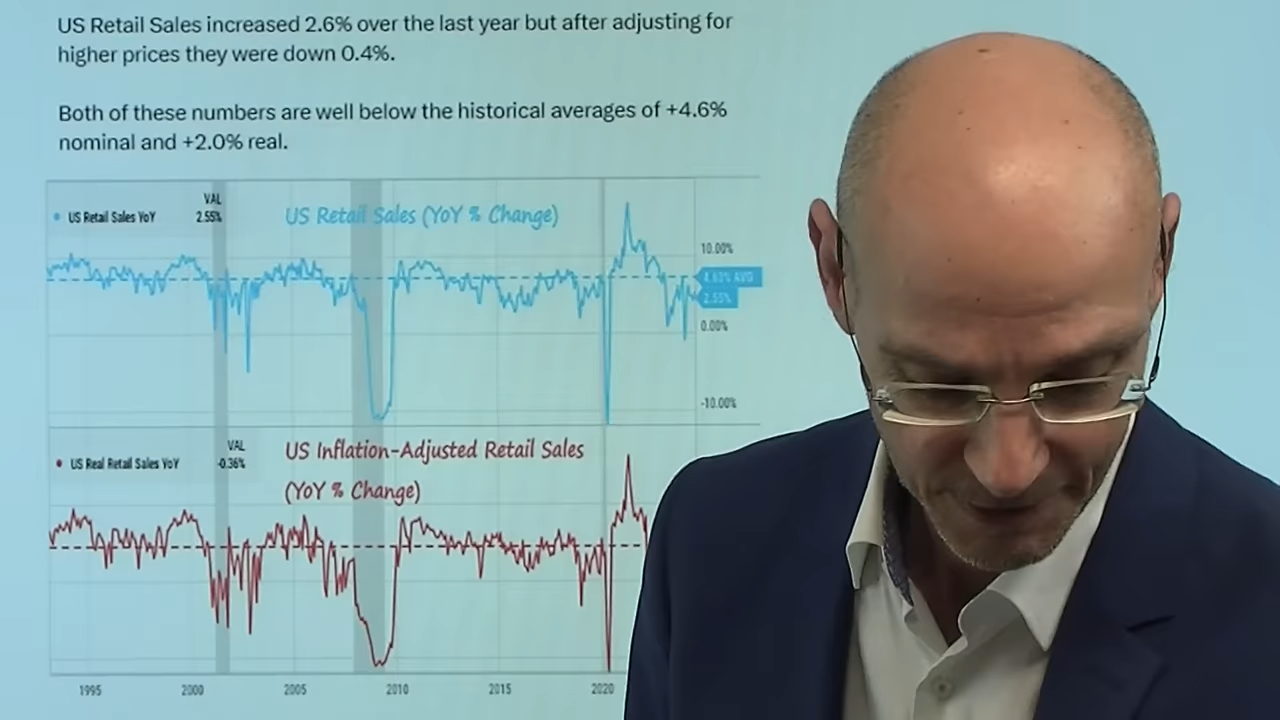 US Retail Sales increased 2.6% over the last year but after adjusting for
higher prices they were down 0.4%.
Both of these numbers are well below the historical averages of +4.6%
nominal and +2.0% real.
VAL
US Retail Sales YoY 2.55%
US Retail Sales (YoY % Change)
10.00%
4.63% AVG
2.55%
0.00%
-10.00%
VAL
US Real Retail Sales YoY -0.36%
US Inflation-Adjusted Retail Sales
(YoY % Change)
1995 2000 2005 2010 2015 2020